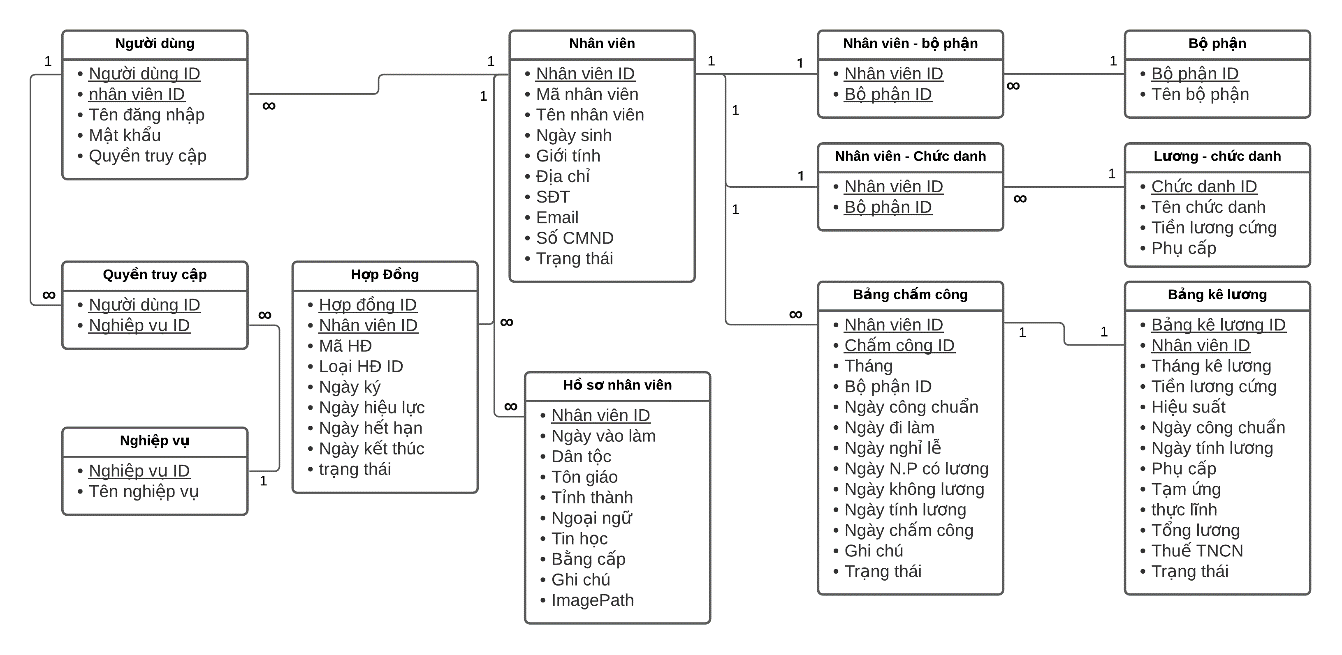 Người dùng
• Người dùng ID
• nhân viên ID
• Tên đăng nhập
• Mật khẩu
• Quyền truy cập
1
∞
1
1
Nhân viên
• Nhân viên ID
• Mã nhân viên
• Tên nhân viên
• Ngày sinh
• Giới tính
• Địa chỉ
• SĐT
• Email
• Số CMND
• Trạng thái
1
1
1
1
1
∞
Nhân viên - bộ phận
• Nhân viên ID
• Bộ phận ID
∞
1
Bộ phận
• Bộ phận ID
• Tên bộ phận
Nhân viên - Chức danh
• Nhân viên ID
• Bộ phận ID
∞
1
Lương - chức danh
• Chức danh ID
• Tên chức danh
• Tiền lương cứng
• Phụ cấp
∞
Quyền truy cập
• Người dùng ID
• Nghiệp vụ ID
∞
1
Nghiệp vụ
• Nghiệp vụ ID
• Tên nghiệp vụ
Hợp Đồng
• Hợp đồng ID
• Nhân viên ID
• Mã HĐ
• Loại HĐ ID
• Ngày ký
• Ngày hiệu lực
• Ngày hết hạn
• Ngày kết thúc
• trạng thái
∞
∞
Hồ sơ nhân viên
• Nhân viên ID
• Ngày vào làm
• Dân tộc
• Tôn giáo
• Tỉnh thành
• Ngoại ngữ
• Tin học
• Bằng cấp
• Ghi chú
• ImagePath
Bảng chấm công
• Nhân viên ID
• Chấm công ID
• Tháng
• Bộ phận ID
• Ngày công chuẩn
• Ngày đi làm
• Ngày nghỉ lễ
• Ngày N.P có lương
• Ngày không lương
• Ngày tính lương
• Ngày chấm công
• Ghi chú
• Trạng thái
1
1
Bảng kê lương
• Bảng kê lương ID
• Nhân viên ID
• Tháng kê lương
• Tiền lương cứng
• Hiệu suất
• Ngày công chuẩn
• Ngày tính lương
• Phụ cấp
• Tạm ứng
• thực lĩnh
• Tổng lương
• Thuế TNCN
• Trạng thái